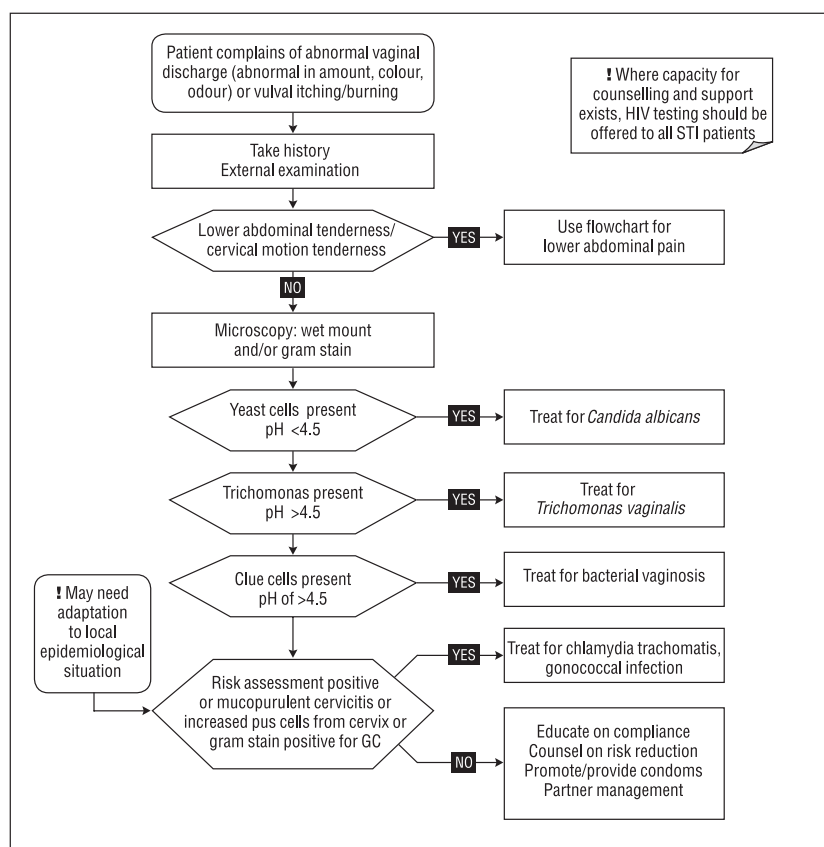 Patient complains of abnormal vaginal
discharge (abnormal in amount, colour,
odour) or vulval itching/burning
! Where capacity for
counselling and support
exists, HIV testing should be
offered to all STI patients
Take history
External examination
Lower abdominal tenderness/
cervical motion tenderness
YES
Use flowchart for
lower abdominal pain
NO
Microscopy: wet mount
and/or gram stain
Yeast cells present
pH <4.5
YES
Treat for Candida albicans
Trichomonas present
pH >4.5
YES
Treat for
Trichomonas vaginalis
Clue cells present
pH of >4.5
YES
Treat for bacterial vaginosis
! May need
adaptation
to local
epidemiological
situation
Risk assessment positive
or mucopurulent cervicitis or
increased pus cells from cervix or
gram stain positive for GC
YES
Treat for chlamydia trachomatis,
gonococcal infection
NO
Educate on compliance
Counsel on risk reduction
Promote/provide condoms
Partner management